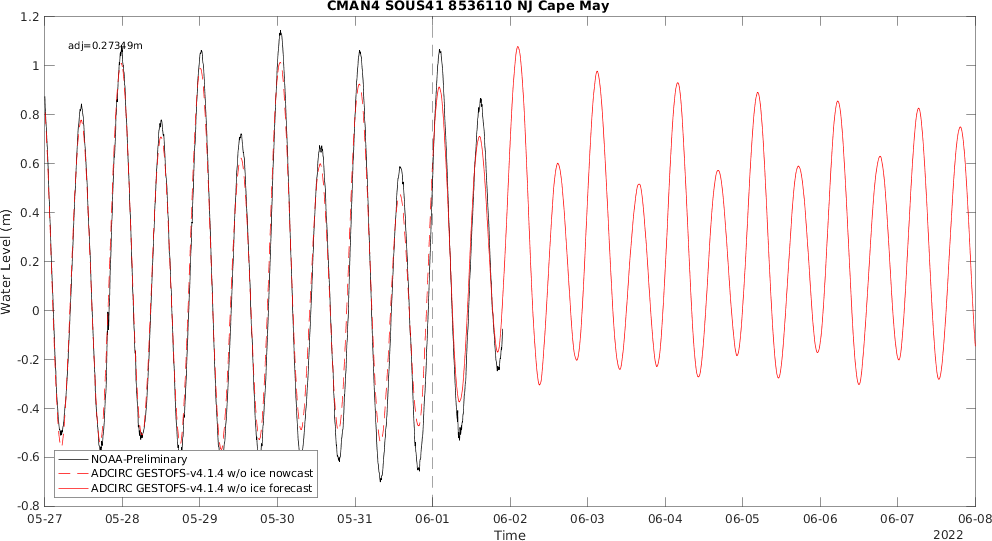 CMAN4 SOUS41 8536110 NJ Cape May
adj=0.27349m
Water Level (m)
1.2
1
0.8
0.6
0.4
0.2
0
-0.2
-0.4
-0.6
-0.8
NOAA-Preliminary
ADCIRC GESTOFS-v4.1.4 w/o ice nowcast
ADCIRC GESTOFS-v4.1.4 w/o ice forecast
05-27 05-28 05-29 05-30 05-31 06-01 06-02 06-03 06-04 06-05 06-06 06-07 06-08
Time
2022